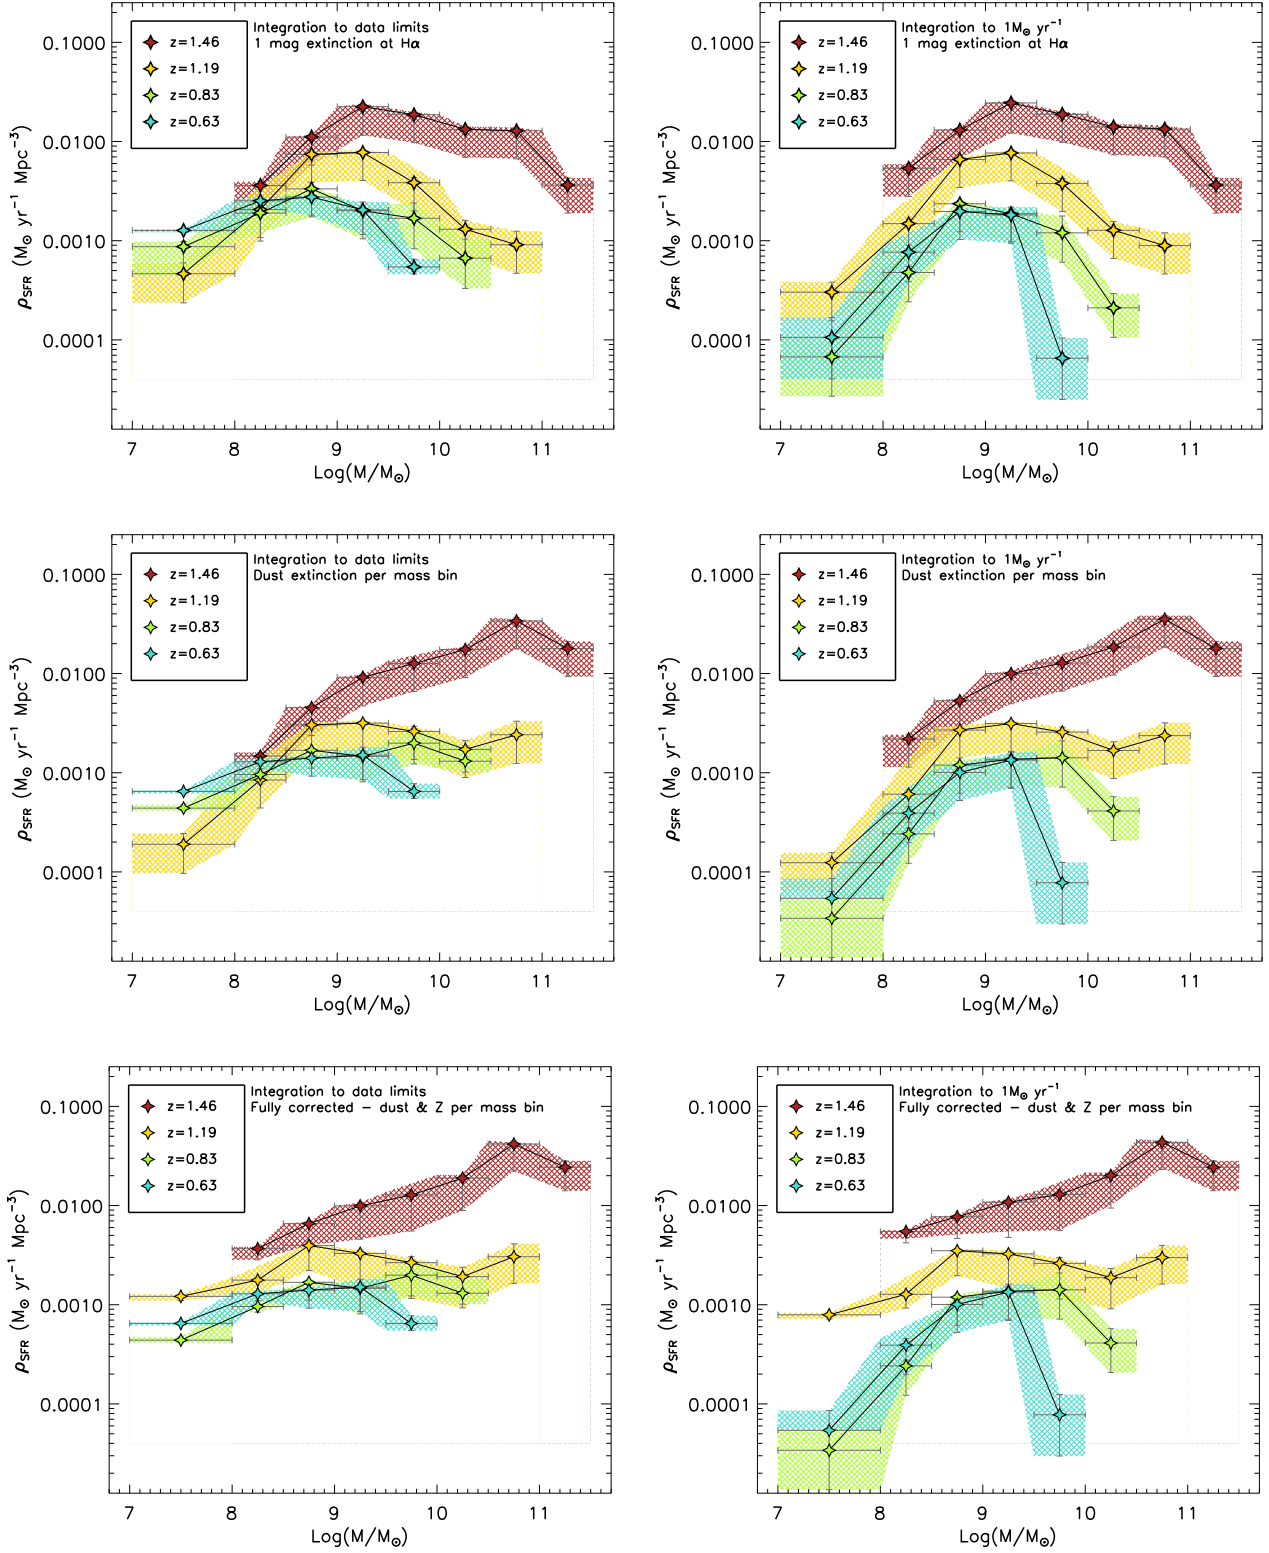 Integration to data limits
1 mag extinction at Hα
z=1.46
z=1.19
z=0.83
z=0.63
0.1000
0.0100
0.0010
0.0001
ρSFR (M⊙ yr⁻¹ Mpc⁻³)
7 8 9 10 11
Log(M/M⊙)
Integration to 1M⊙ yr⁻¹
1 mag extinction at Hα
z=1.46
z=1.19
z=0.83
z=0.63
0.1000
0.0100
0.0010
0.0001
ρSFR (M⊙ yr⁻¹ Mpc⁻³)
7 8 9 10 11
Log(M/M⊙)
Integration to data limits
Dust extinction per mass bin
z=1.46
z=1.19
z=0.83
z=0.63
0.1000
0.0100
0.0010
0.0001
ρSFR (M⊙ yr⁻¹ Mpc⁻³)
7 8 9 10 11
Log(M/M⊙)
Integration to 1M⊙ yr⁻¹
Dust extinction per mass bin
z=1.46
z=1.19
z=0.83
z=0.63
0.1000
0.0100
0.0010
0.0001
ρSFR (M⊙ yr⁻¹ Mpc⁻³)
7 8 9 10 11
Log(M/M⊙)
Integration to data limits
Fully corrected – dust & Z per mass bin
z=1.46
z=1.19
z=0.83
z=0.63
0.1000
0.0100
0.0010
0.0001
ρSFR (M⊙ yr⁻¹ Mpc⁻³)
7 8 9 10 11
Log(M/M⊙)
Integration to 1M⊙ yr⁻¹
Fully corrected – dust & Z per mass bin
z=1.46
z=1.19
z=0.83
z=0.63
0.1000
0.0100
0.0010
0.0001
ρSFR (M⊙ yr⁻¹ Mpc⁻³)
7 8 9 10 11
Log(M/M⊙)